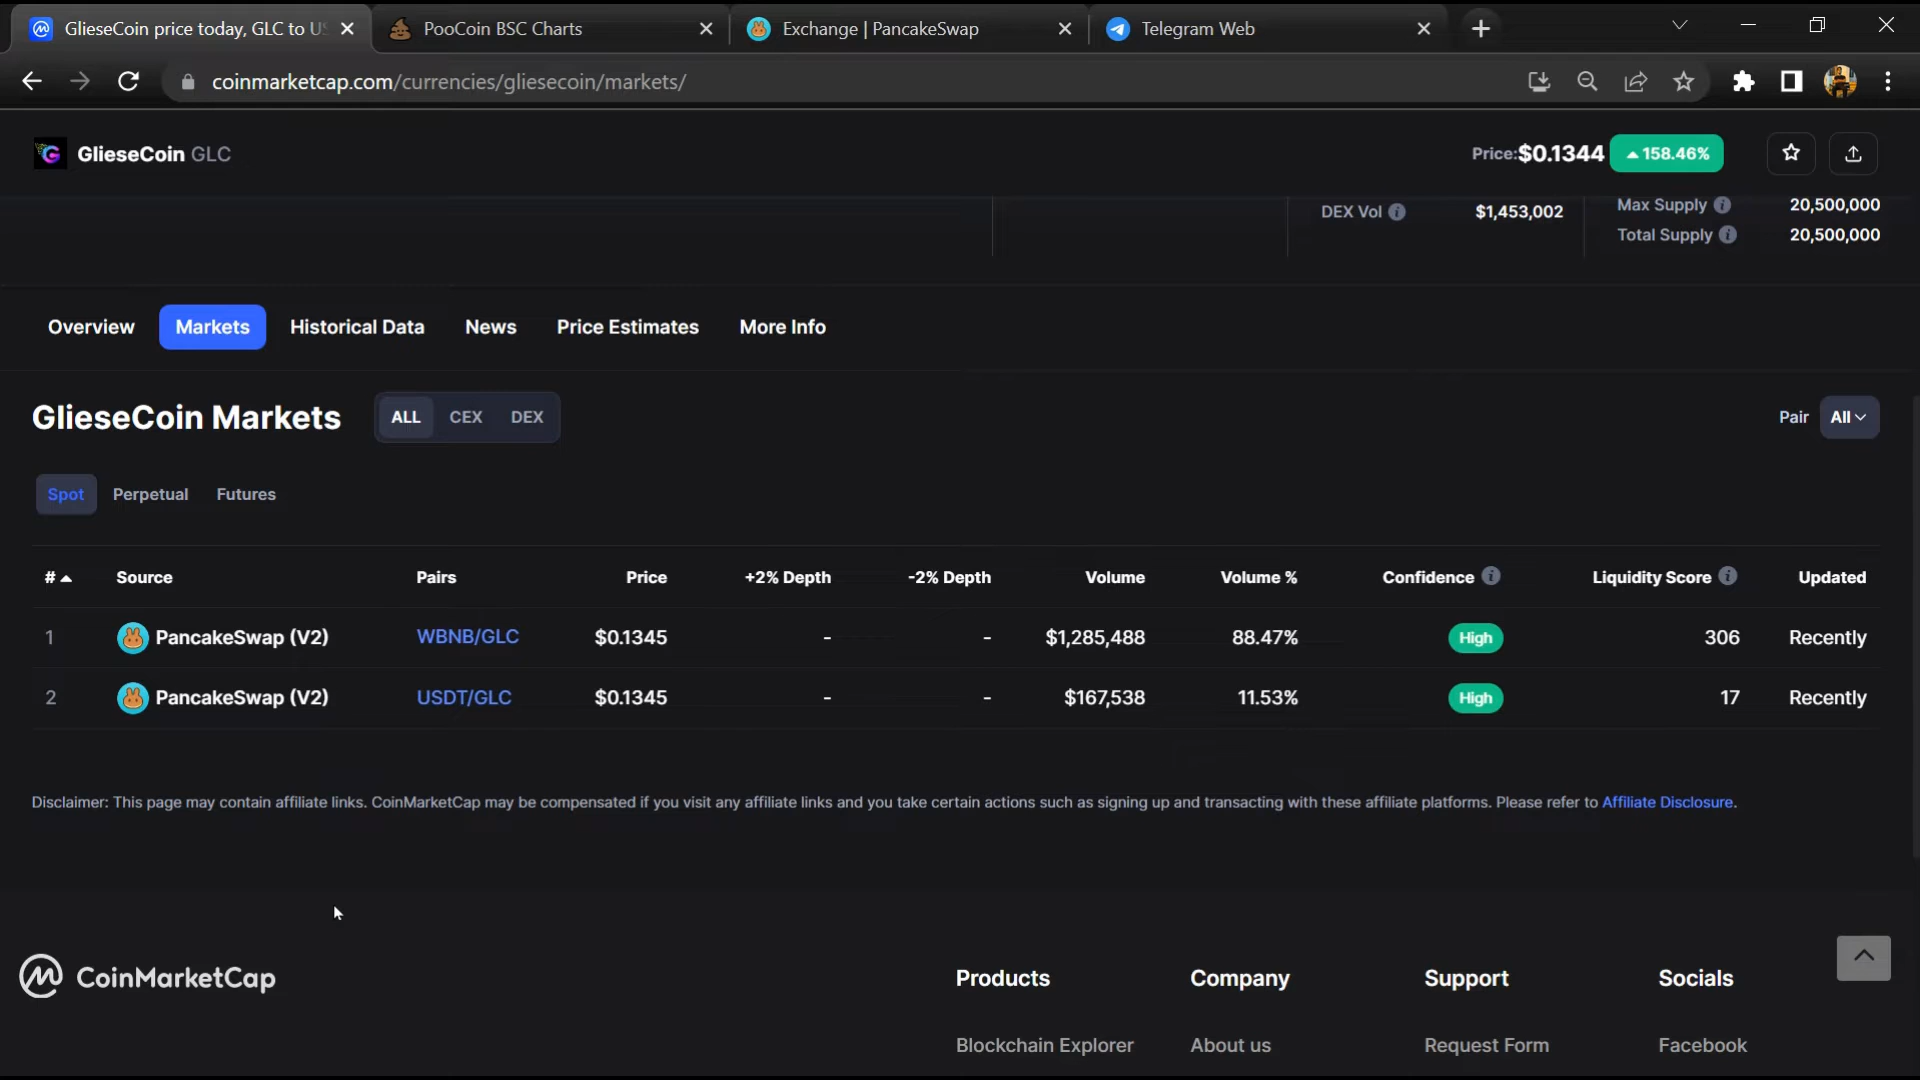 GlieseCoin price today, GLC to US
PooCoin BSC Charts
Exchange | PancakeSwap
Telegram Web
coinmarketcap.com/currencies/gliesecoin/markets/
GlieseCoin GLC
Price:$0.1344 158.46%
DEX Vol $1,453,002
Max Supply 20,500,000
Total Supply 20,500,000
Overview Markets Historical Data News Price Estimates More Info
GlieseCoin Markets ALL CEX DEX Pair All
Spot Perpetual Futures
# Source Pairs Price +2% Depth -2% Depth Volume Volume % Confidence Liquidity Score Updated
1 PancakeSwap (V2) WBNB/GLC $0.1345 - - $1,285,488 88.47% High 306 Recently
2 PancakeSwap (V2) USDT/GLC $0.1345 - - $167,538 11.53% High 17 Recently
Disclaimer: This page may contain affiliate links. CoinMarketCap may be compensated if you visit any affiliate links and you take certain actions such as signing up and transacting with these affiliate platforms. Please refer to Affiliate Disclosure.
CoinMarketCap
Products Company Support Socials
Blockchain Explorer About us Request Form Facebook